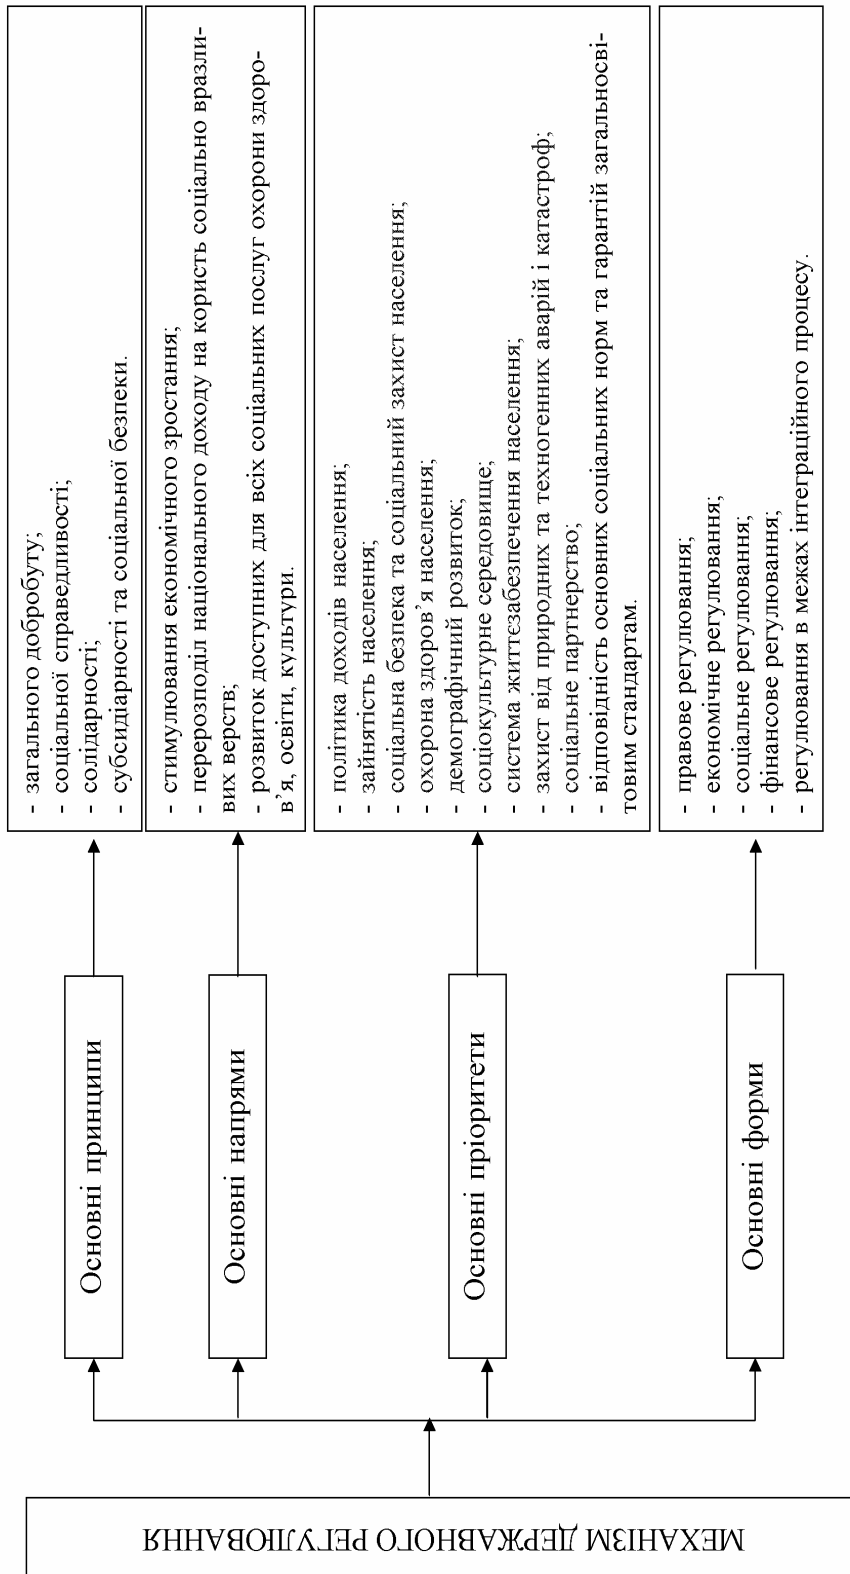 МЕХАНІЗМ ДЕРЖАВНОГО РЕГУЛЮВАННЯ
Основні принципи
- загального добробуту;
- соціальної справедливості;
- солідарності;
- субсидіарності та соціальної безпеки.
Основні напрями
- стимулювання економічного зростання;
- перерозподіл національного доходу на користь соціально вразли-
вих верств;
- розвиток доступних для всіх соціальних послуг охорони здоро-
в'я, освіти, культури.
Основні пріоритети
- політика доходів населення;
- зайнятість населення;
- соціальна безпека та соціальний захист населення;
- охорона здоров'я населення;
- демографічний розвиток;
- соціокультурне середовище;
- система життєзабезпечення населення;
- захист від природних та техногенних аварій і катастроф;
- соціальне партнерство;
- відповідність основних соціальних норм та гарантій загальносві-
товим стандартам.
Основні форми
- правове регулювання;
- економічне регулювання;
- соціальне регулювання;
- фінансове регулювання;
- регулювання в межах інтеграційного процесу.